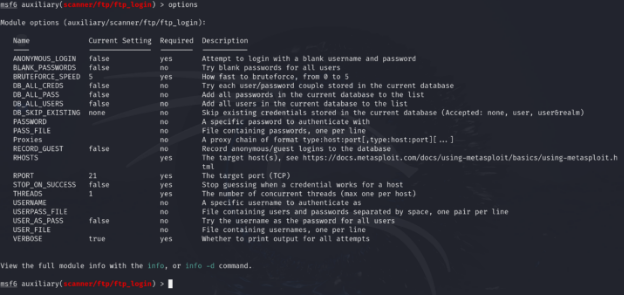 msf6 auxiliary(scanner/ftp/ftp_login) > options
Module options (auxiliary/scanner/ftp/ftp_login):
Name Current Setting Required Description
ANONYMOUS_LOGIN false yes Attempt to login with a blank username and password
BLANK_PASSWORDS false no Try blank passwords for all users
BRUTEFORCE_SPEED 5 yes How fast to bruteforce, from 0 to 5
DB_ALL_CREDS false no Try each user/password couple stored in the current database
DB_ALL_PASS false no Add all passwords in the current database to the list
DB_ALL_USERS false no Add all users in the current database to the list
DB_SKIP_EXISTING none no Skip existing credentials stored in the current database (Accepted: none, user, user&realm)
PASSWORD no A specific password to authenticate with
PASS_FILE no File containing passwords, one per line
Proxies no A proxy chain of format type:host:port[,type:host:port][...]
RECORD_GUEST false no Record anonymous/guest logins to the database
RHOSTS yes The target host(s), see https://docs.metasploit.com/docs/using-metasploit/basics/using-metasploit.h
tml
RPORT 21 yes The target port (TCP)
STOP_ON_SUCCESS false yes Stop guessing when a credential works for a host
THREADS 1 yes The number of concurrent threads (max one per host)
USERNAME no A specific username to authenticate as
USERPASS_FILE no File containing users and passwords separated by space, one pair per line
USER_AS_PASS false no Try the username as the password for all users
USER_FILE no File containing usernames, one per line
VERBOSE true yes Whether to print output for all attempts
View the full module info with the info, or info -d command.
msf6 auxiliary(scanner/ftp/ftp_login) >